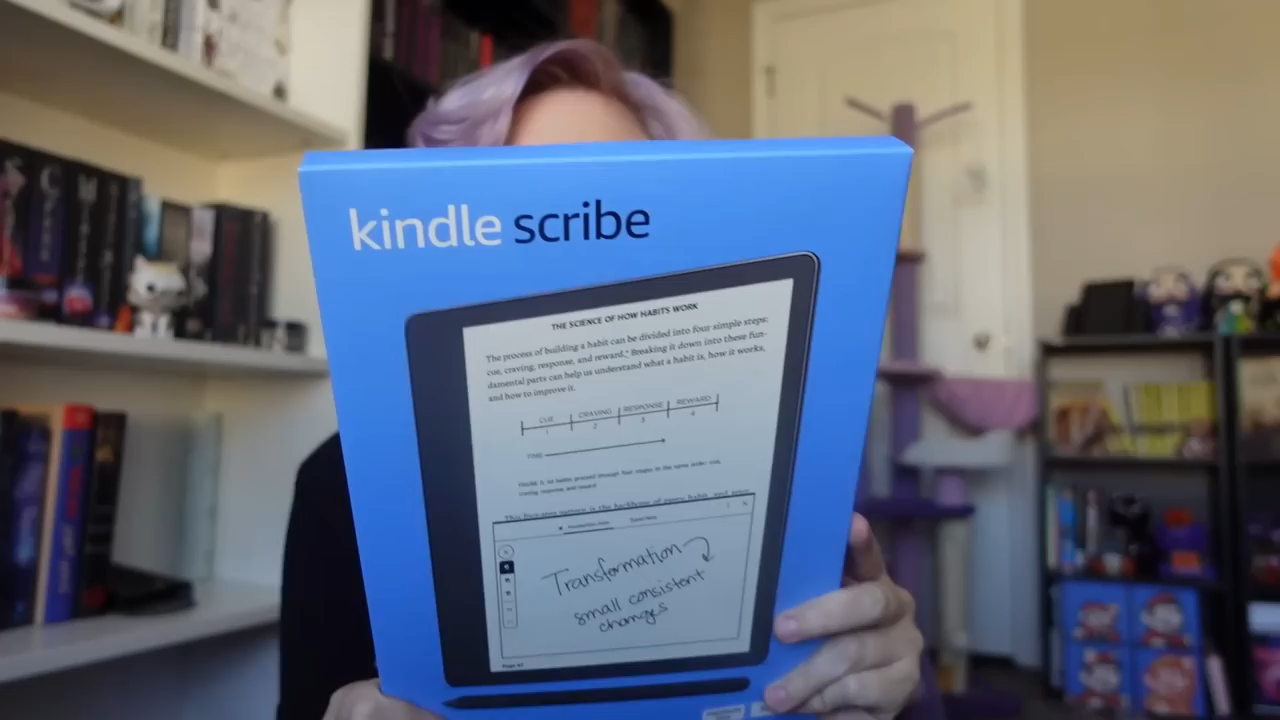 kindle scribe
THE SCIENCE OF HOW HABITS WORK
The process of building a habit can be divided into four simple steps:
cue, craving, response, and reward." Breaking it down into these fun-
damental parts can help us understand what a habit is, how it works,
and how to improve it.
CUE CRAVING RESPONSE REWARD
1 2 3 4
TIME
Transformation
small consistent
changes